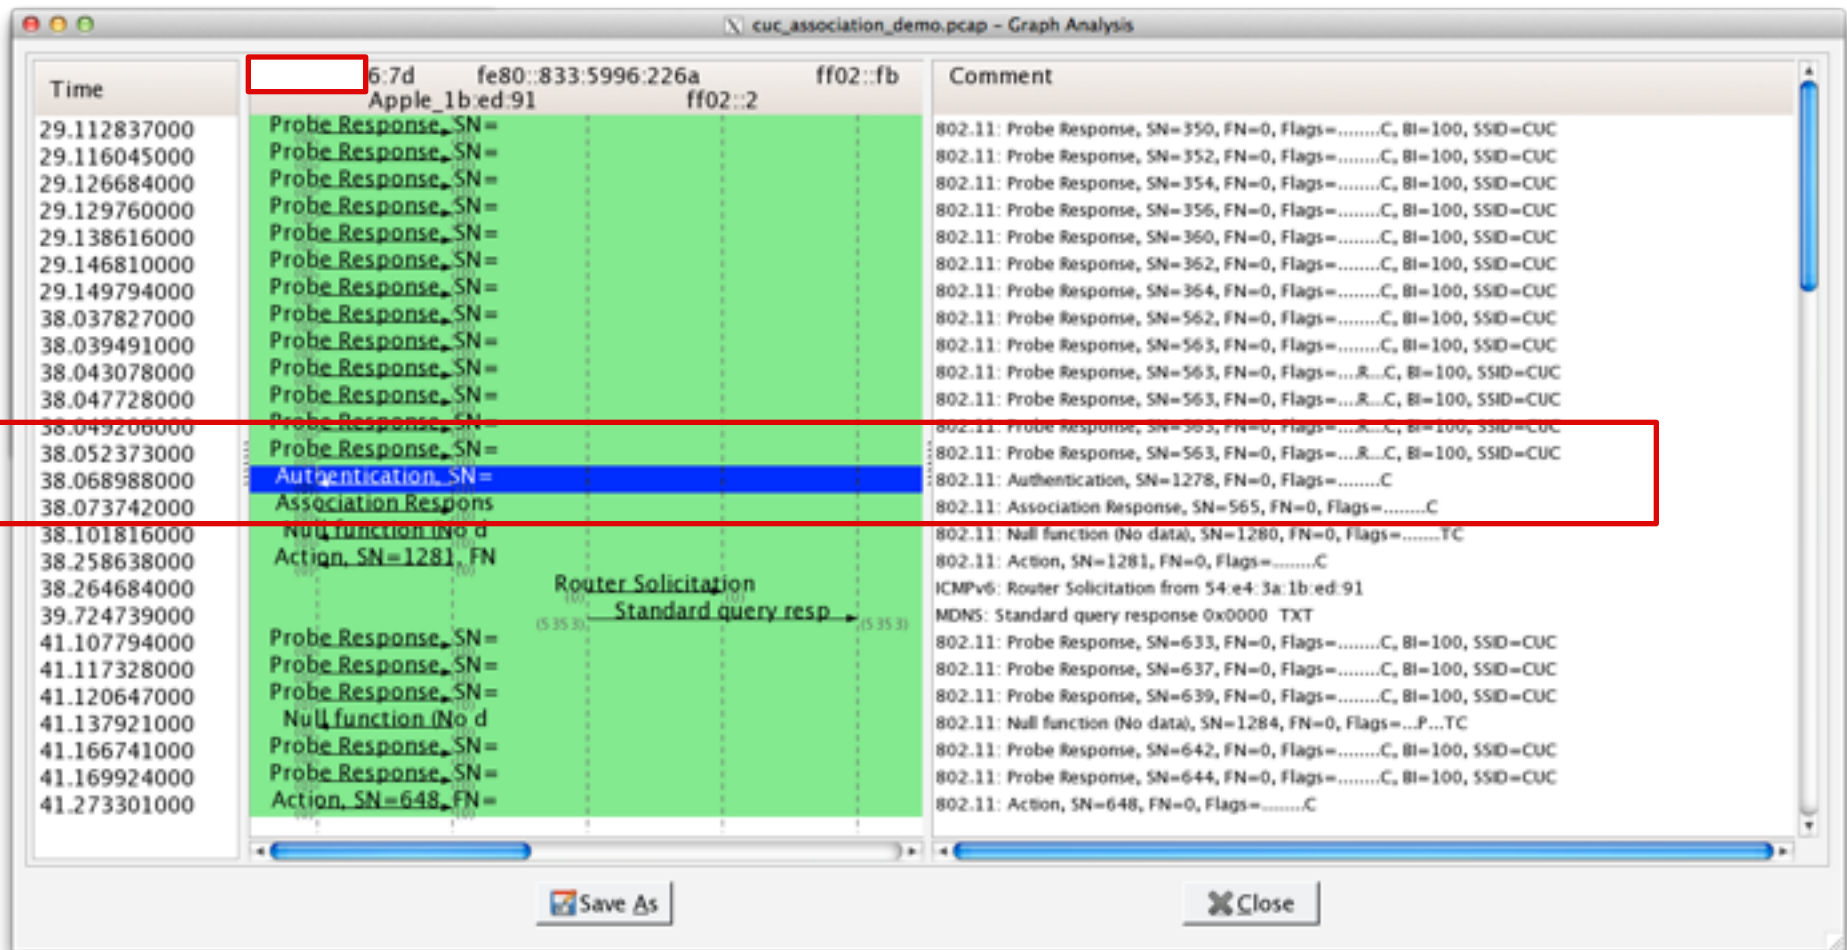 cuc_association_demo.pcap - Graph Analysis
Time 6:7d fe80::833:5996:226a ff02::fb Comment
Apple_1b:ed:91 ff02::2
29.112837000 Probe Response, SN= 802.11: Probe Response, SN=350, FN=0, Flags=........C, BI=100, SSID=CUC
29.116045000 Probe Response, SN= 802.11: Probe Response, SN=352, FN=0, Flags=........C, BI=100, SSID=CUC
29.126684000 Probe Response, SN= 802.11: Probe Response, SN=354, FN=0, Flags=........C, BI=100, SSID=CUC
29.129760000 Probe Response, SN= 802.11: Probe Response, SN=356, FN=0, Flags=........C, BI=100, SSID=CUC
29.138616000 Probe Response, SN= 802.11: Probe Response, SN=360, FN=0, Flags=........C, BI=100, SSID=CUC
29.146810000 Probe Response, SN= 802.11: Probe Response, SN=362, FN=0, Flags=........C, BI=100, SSID=CUC
29.149794000 Probe Response, SN= 802.11: Probe Response, SN=364, FN=0, Flags=........C, BI=100, SSID=CUC
38.037827000 Probe Response, SN= 802.11: Probe Response, SN=562, FN=0, Flags=........C, BI=100, SSID=CUC
38.039491000 Probe Response, SN= 802.11: Probe Response, SN=563, FN=0, Flags=........C, BI=100, SSID=CUC
38.043078000 Probe Response, SN= 802.11: Probe Response, SN=563, FN=0, Flags=....R...C, BI=100, SSID=CUC
38.047728000 Probe Response, SN= 802.11: Probe Response, SN=563, FN=0, Flags=....R...C, BI=100, SSID=CUC
38.049206000 Probe Response, SN= 802.11: Probe Response, SN=563, FN=0, Flags=....R...C, BI=100, SSID=CUC
38.052373000 Probe Response, SN= 802.11: Probe Response, SN=563, FN=0, Flags=....R...C, BI=100, SSID=CUC
38.068988000 Authentication, SN= 802.11: Authentication, SN=1278, FN=0, Flags=........C
38.073742000 Association Respons 802.11: Association Response, SN=565, FN=0, Flags=........C
38.101816000 Null function (No d 802.11: Null function (No data), SN=1280, FN=0, Flags=.......TC
38.258638000 Action, SN=1281, FN 802.11: Action, SN=1281, FN=0, Flags=........C
38.264684000 Router Solicitation ICMPv6: Router Solicitation from 54:e4:3a:1b:ed:91
39.724739000 (5353) Standard query resp (5353) MDNS: Standard query response 0x0000 TXT
41.107794000 Probe Response, SN= 802.11: Probe Response, SN=633, FN=0, Flags=........C, BI=100, SSID=CUC
41.117328000 Probe Response, SN= 802.11: Probe Response, SN=637, FN=0, Flags=........C, BI=100, SSID=CUC
41.120647000 Probe Response, SN= 802.11: Probe Response, SN=639, FN=0, Flags=........C, BI=100, SSID=CUC
41.137921000 Null function (No d 802.11: Null function (No data), SN=1284, FN=0, Flags=...P...TC
41.166741000 Probe Response, SN= 802.11: Probe Response, SN=642, FN=0, Flags=........C, BI=100, SSID=CUC
41.169924000 Probe Response, SN= 802.11: Probe Response, SN=644, FN=0, Flags=........C, BI=100, SSID=CUC
41.273301000 Action, SN=648, FN= 802.11: Action, SN=648, FN=0, Flags=........C
Save As Close